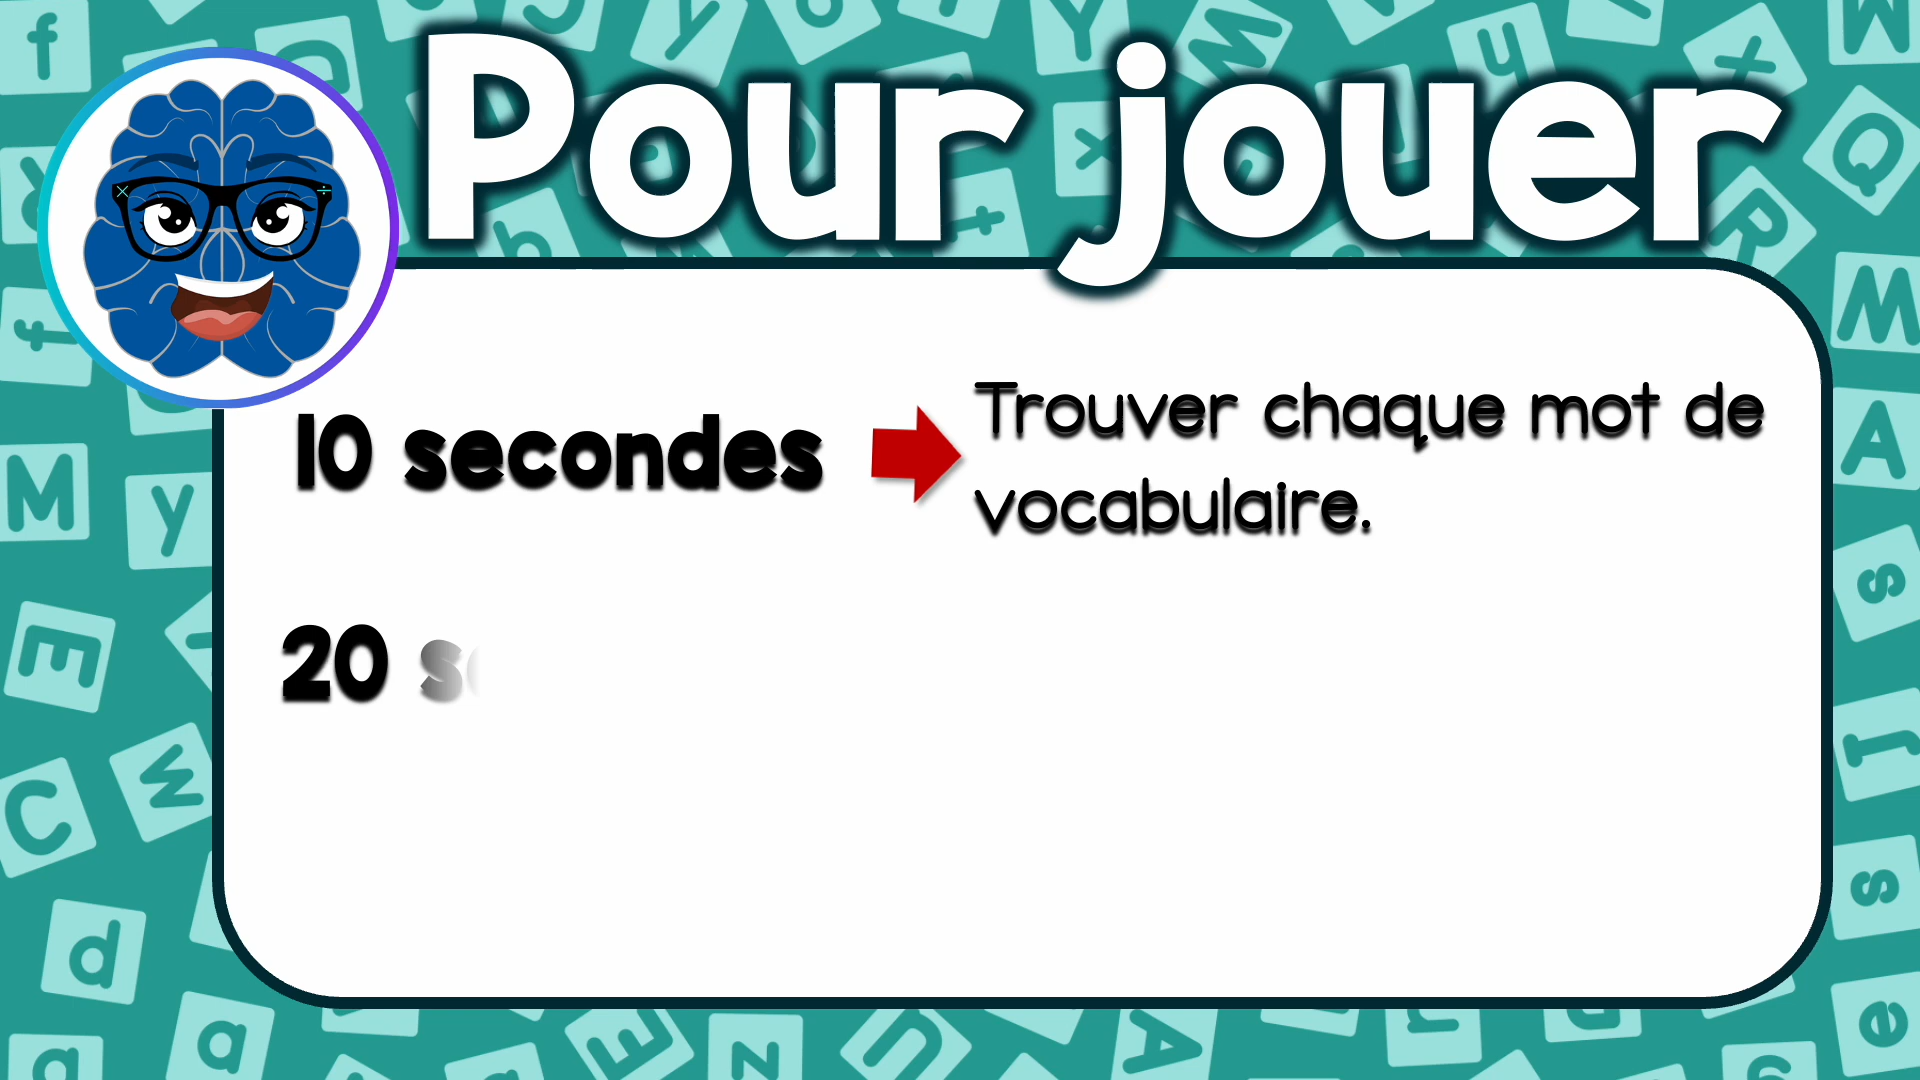 Pour jouer
10 secondes
Trouver chaque mot de
vocabulaire.
20